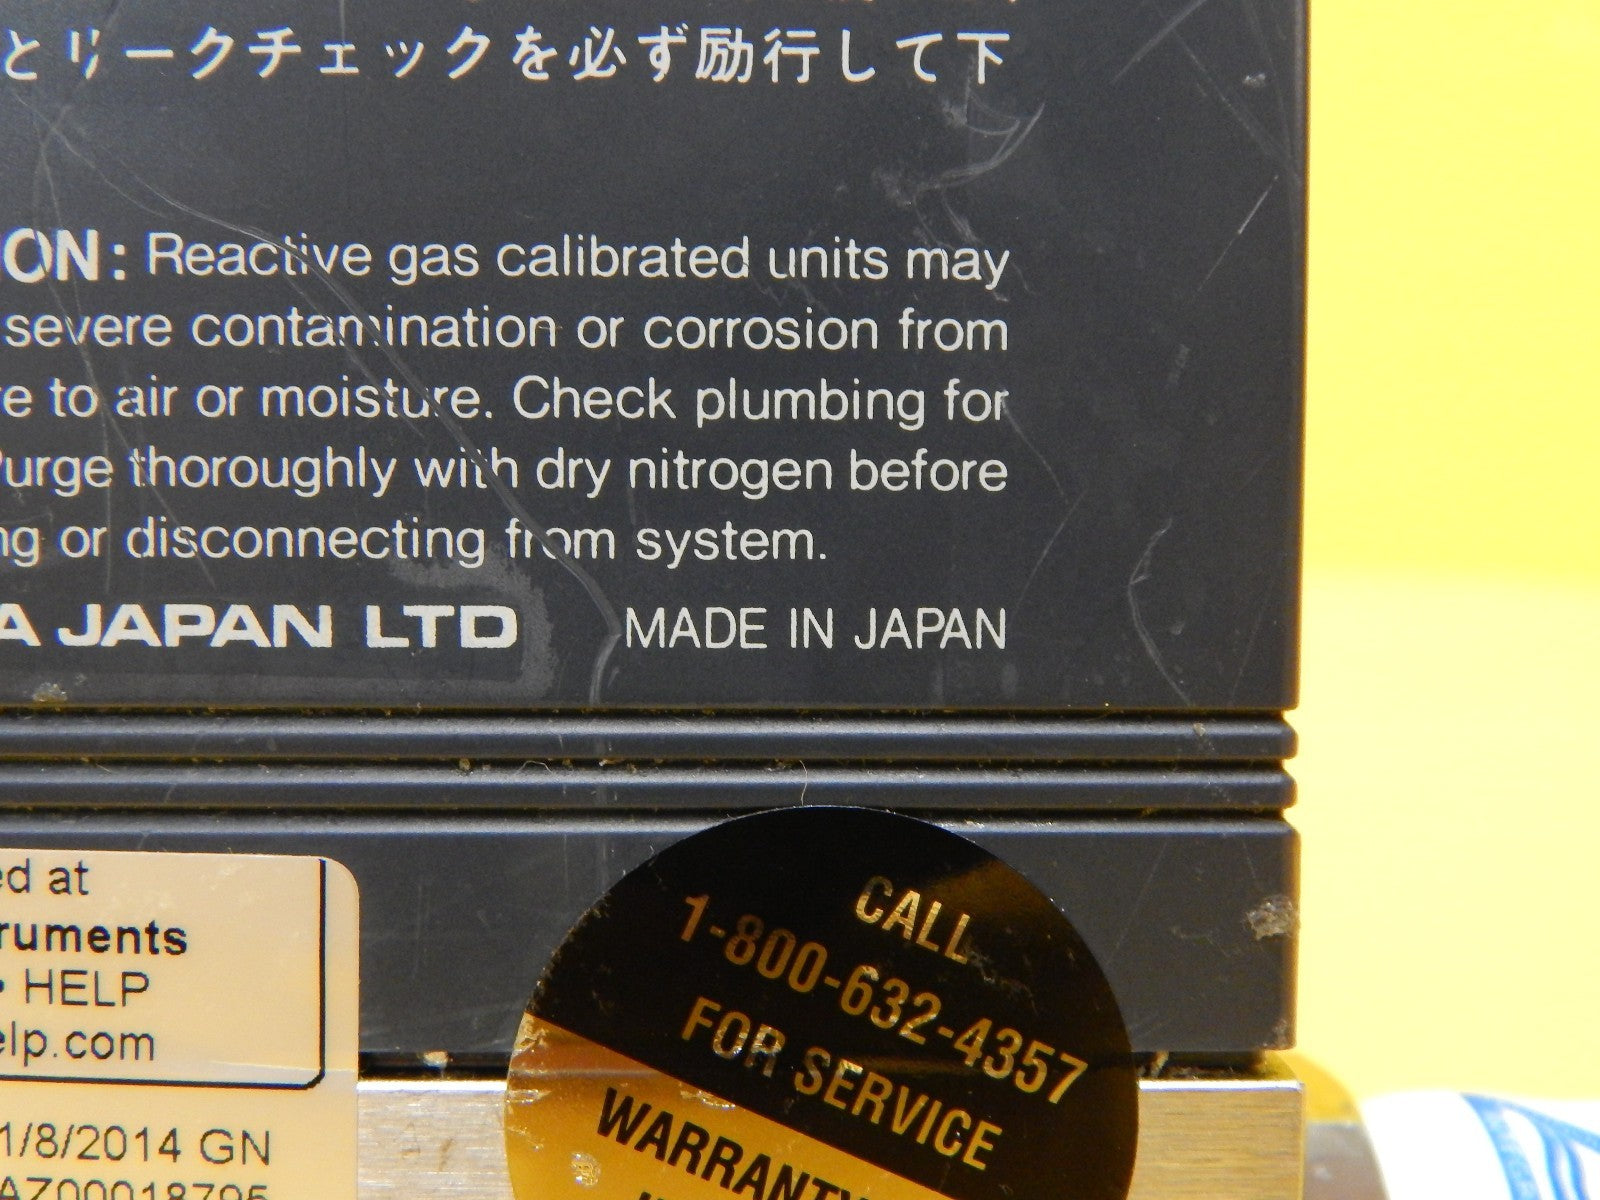 とリークチェックを必ず励行して下
ON: Reactive gas calibrated units may
severe contamination or corrosion from
re to air or moisture. Check plumbing for
Purge thoroughly with dry nitrogen before
ng or disconnecting from system.
A JAPAN LTD MADE IN JAPAN
ed at
ruments
• HELP
elp.com
1/8/2014 GN
AZ00018795
CALL
1-800-632-4357
FOR SERVICE
WARRANTY